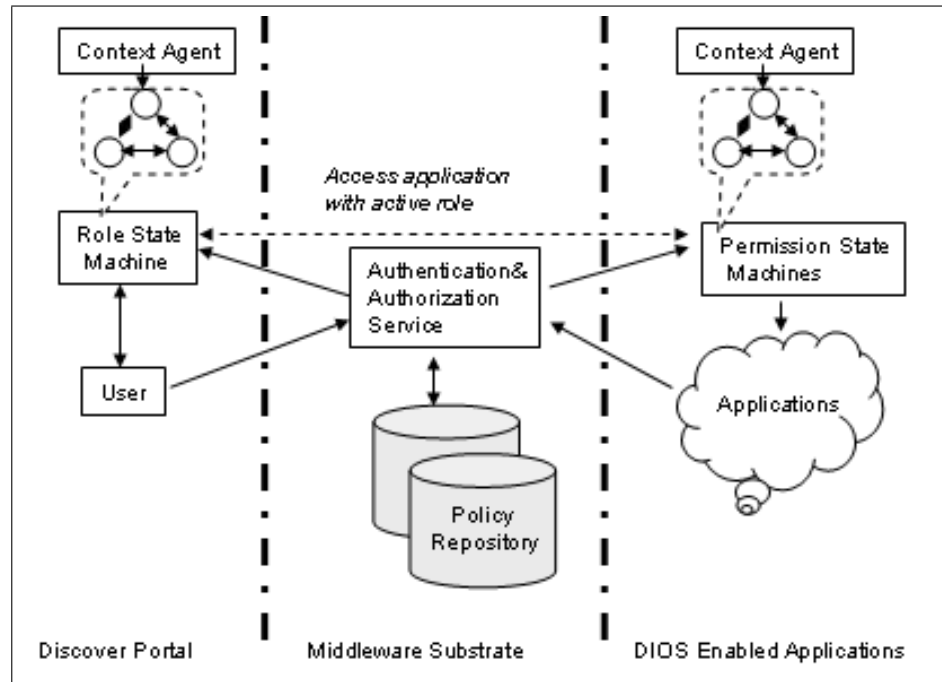 Context Agent
Context Agent
Access application
with active role
Role State
Machine
Authentication&
Authorization
Service
Permission State
Machines
User
Applications
Policy
Repository
Discover Portal
Middleware Substrate
DIOS Enabled Applications